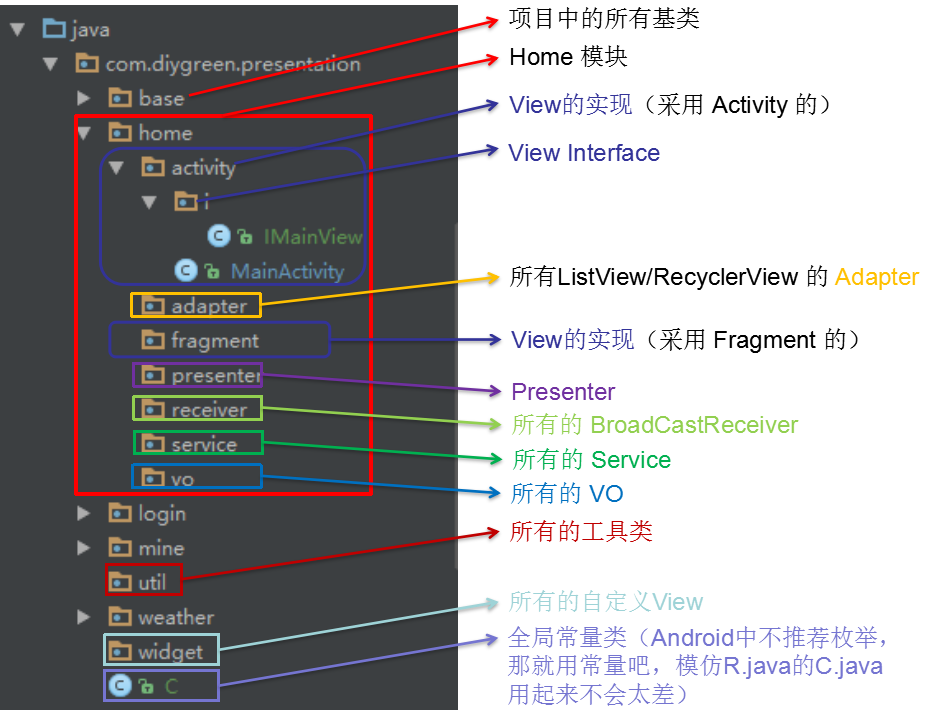 java
com.diygreen.presentation
base
home
activity
i
IMainView
MainActivity
adapter
fragment
presenter
receiver
service
vo
login
mine
util
weather
widget
C
项目中的所有基类
Home 模块
View的实现（采用 Activity 的）
View Interface
所有ListView/RecyclerView 的 Adapter
View的实现（采用 Fragment 的）
Presenter
所有的 BroadCastReceiver
所有的 Service
所有的 VO
所有的工具类
所有的自定义View
全局常量类（Android中不推荐枚举，
那就用常量吧，模仿R.java的C.java
用起来不会太差）